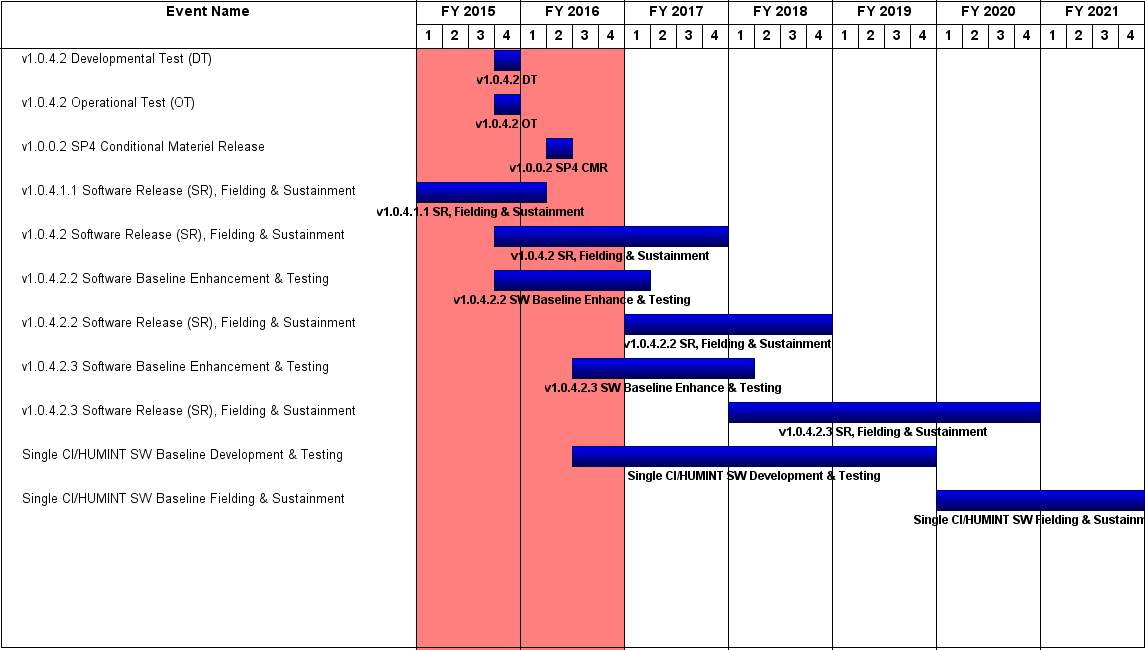 Event Name FY 2015 FY 2016 FY 2017 FY 2018 FY 2019 FY 2020 FY 2021
1 2 3 4 1 2 3 4 1 2 3 4 1 2 3 4 1 2 3 4 1 2 3 4 1 2 3 4
v1.0.4.2 Developmental Test (DT)
v1.0.4.2 DT
v1.0.4.2 Operational Test (OT)
v1.0.4.2 OT
v1.0.0.2 SP4 Conditional Materiel Release
v1.0.0.2 SP4 CMR
v1.0.4.1.1 Software Release (SR), Fielding & Sustainment
v1.0.4.1.1 SR, Fielding & Sustainment
v1.0.4.2 Software Release (SR), Fielding & Sustainment
v1.0.4.2 SR, Fielding & Sustainment
v1.0.4.2.2 Software Baseline Enhancement & Testing
v1.0.4.2.2 SW Baseline Enhance & Testing
v1.0.4.2.2 Software Release (SR), Fielding & Sustainment
v1.0.4.2.2 SR, Fielding & Sustainment
v1.0.4.2.3 Software Baseline Enhancement & Testing
v1.0.4.2.3 SW Baseline Enhance & Testing
v1.0.4.2.3 Software Release (SR), Fielding & Sustainment
v1.0.4.2.3 SR, Fielding & Sustainment
Single CI/HUMINT SW Baseline Development & Testing
Single CI/HUMINT SW Development & Testing
Single CI/HUMINT SW Baseline Fielding & Sustainment
Single CI/HUMINT SW Fielding & Sustainm